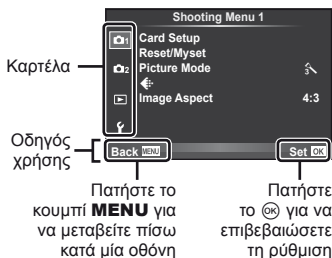 Shooting Menu 1
Card Setup
Reset/Myset
Picture Mode
Image Aspect 4:3
Back MENU Set OK
Καρτέλα
Οδηγός
χρήσης
Πατήστε το
κουμπί MENU για
να μεταβείτε πίσω
κατά μία οθόνη
Πατήστε
το OK για να
επιβεβαιώσετε
τη ρύθμιση